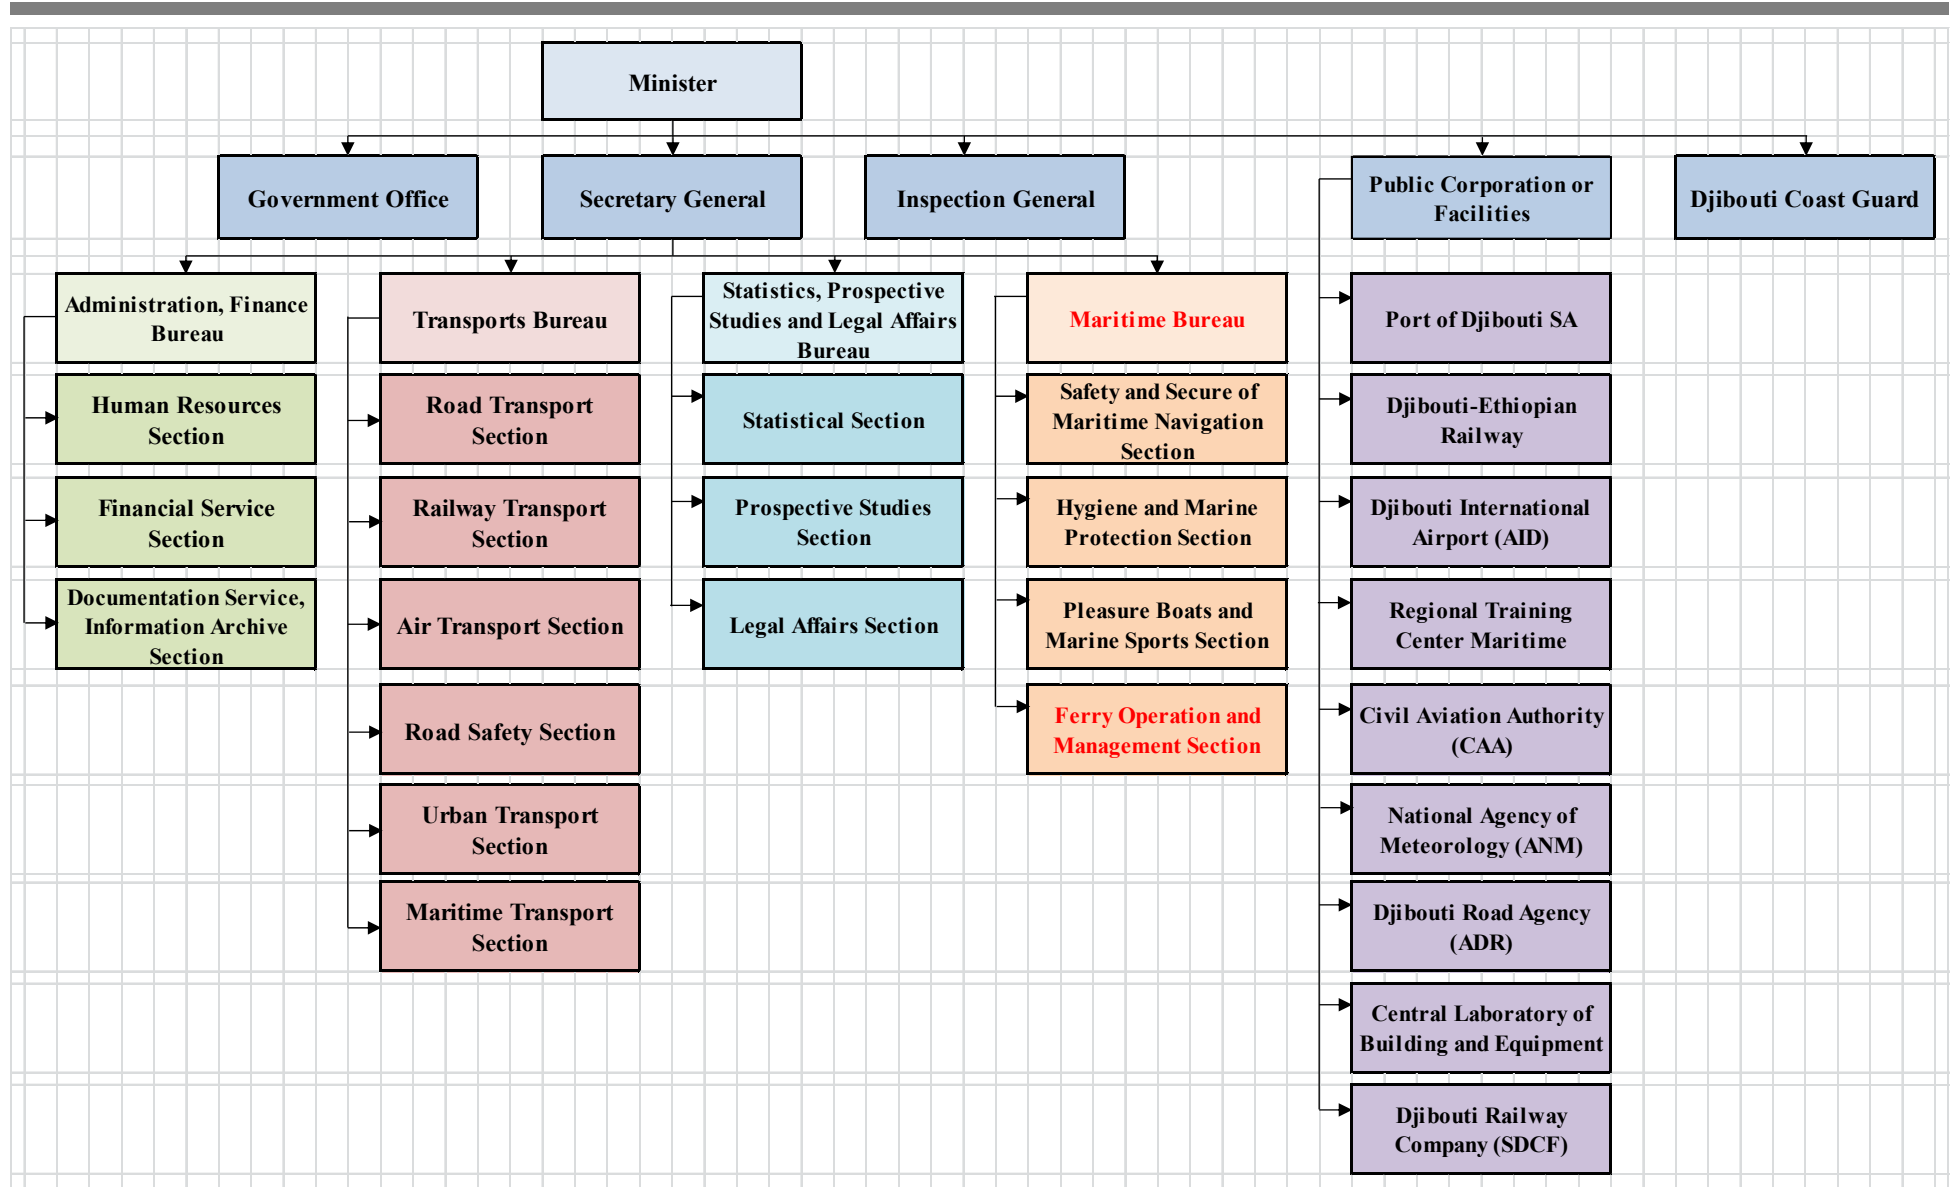 Minister
Government Office
Secretary General
Inspection General
Public Corporation or
Facilities
Djibouti Coast Guard
Administration, Finance
Bureau
Human Resources
Section
Financial Service
Section
Documentation Service,
Information Archive
Section
Transports Bureau
Road Transport
Section
Railway Transport
Section
Air Transport Section
Road Safety Section
Urban Transport
Section
Maritime Transport
Section
Statistics, Prospective
Studies and Legal Affairs
Bureau
Statistical Section
Prospective Studies
Section
Legal Affairs Section
Maritime Bureau
Safety and Secure of
Maritime Navigation
Section
Hygiene and Marine
Protection Section
Pleasure Boats and
Marine Sports Section
Ferry Operation and
Management Section
Port of Djibouti SA
Djibouti-Ethiopian
Railway
Djibouti International
Airport (AID)
Regional Training
Center Maritime
Civil Aviation Authority
(CAA)
National Agency of
Meteorology (ANM)
Djibouti Road Agency
(ADR)
Central Laboratory of
Building and Equipment
Djibouti Railway
Company (SDCF)